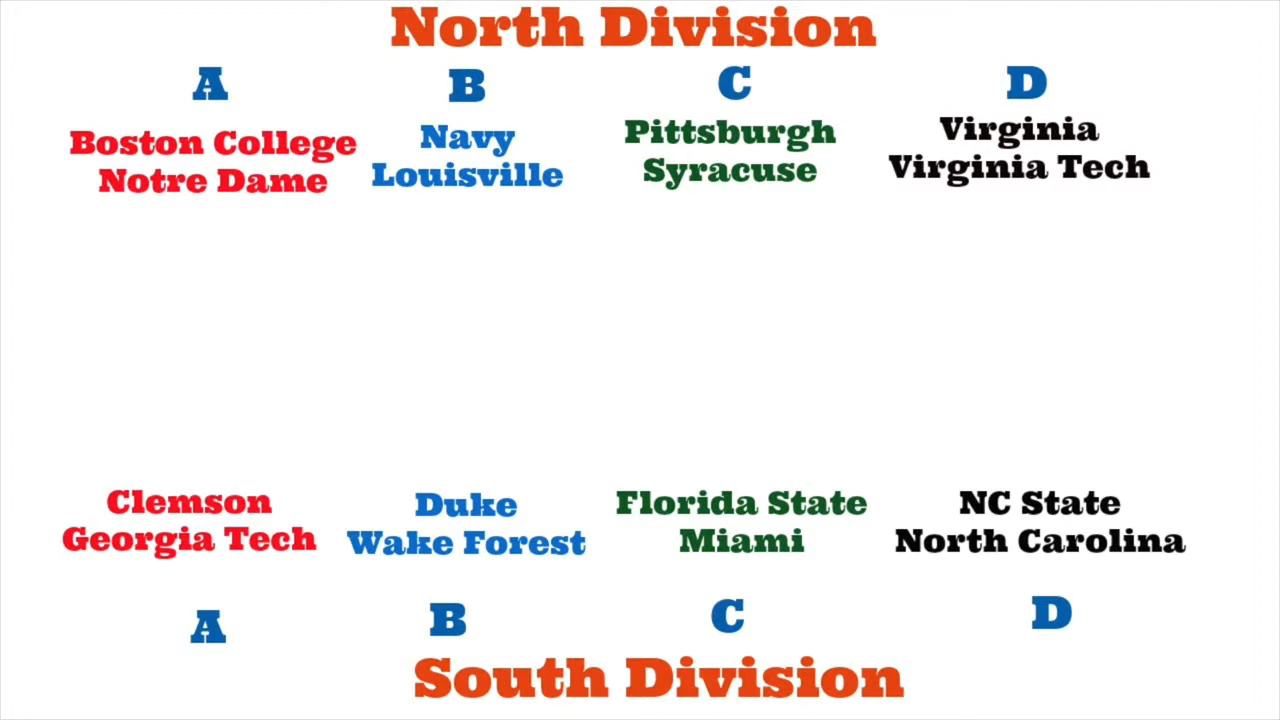 North Division
A
B
C
D
Boston College
Notre Dame
Navy
Louisville
Pittsburgh
Syracuse
Virginia
Virginia Tech
Clemson
Georgia Tech
Duke
Wake Forest
Florida State
Miami
NC State
North Carolina
A
B
C
D
South Division